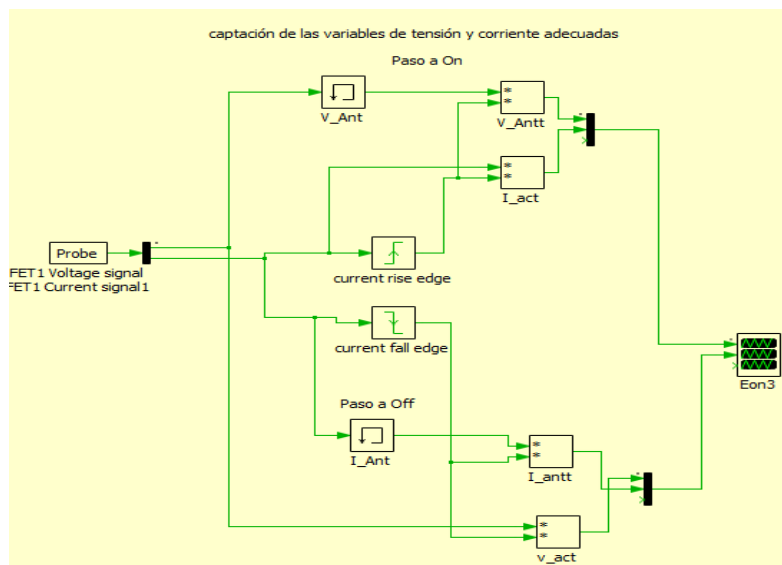 captación de las variables de tensión y corriente adecuadas
Paso a On
V_Ant
* *
V_Antt
* *
I_act
Probe
FET1 Voltage signal
FET1 Current signal1
current rise edge
current fall edge
Eon3
Paso a Off
I_Ant
* *
I_antt
* *
v_act